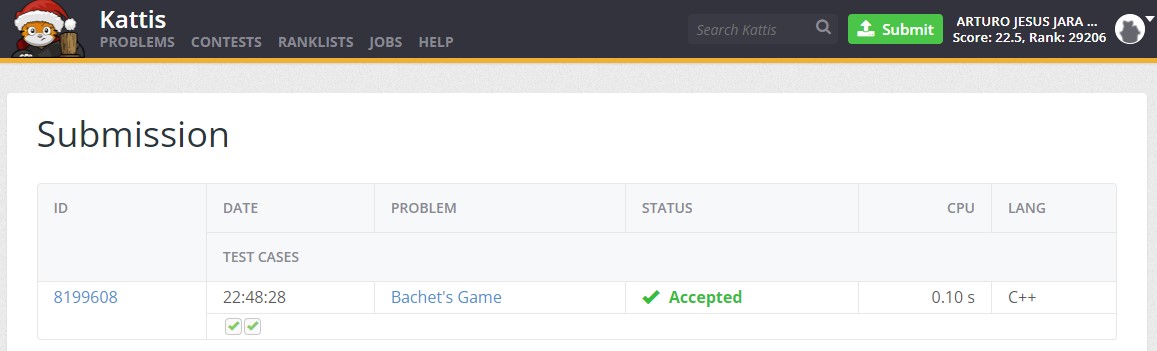 Kattis
PROBLEMS CONTESTS RANKLISTS JOBS HELP
Search Kattis
Submit
ARTURO JESUS JARA ...
Score: 22.5, Rank: 29206
Submission
ID DATE PROBLEM STATUS CPU LANG
TEST CASES
8199608 22:48:28 Bachet's Game Accepted 0.10 s C++